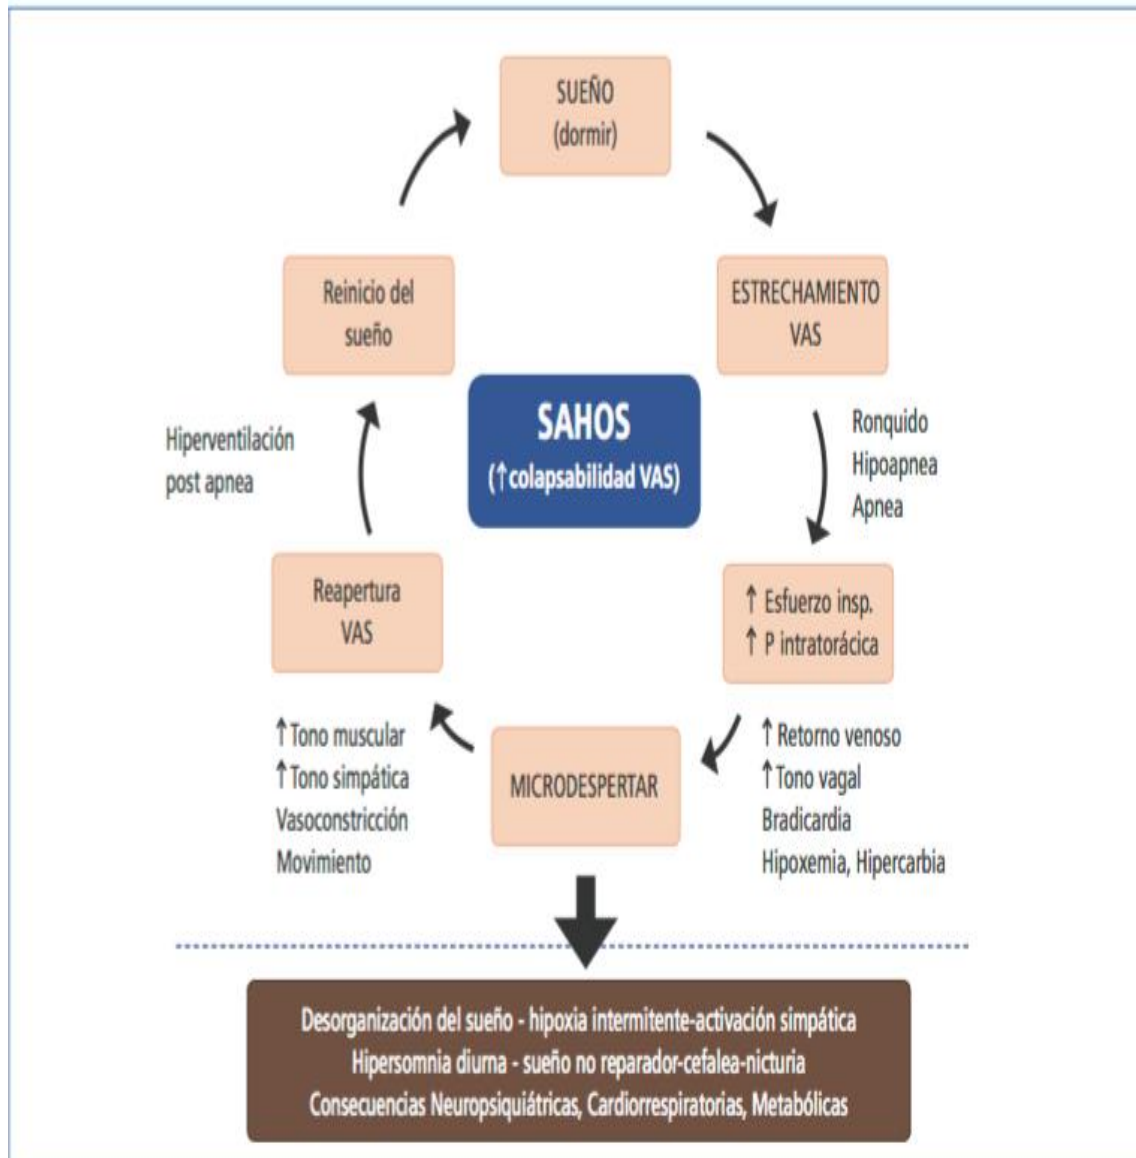 SUEÑO
(dormir)
ESTRECHAMIENTO
VAS
Ronquido
Hipoapnea
Apnea
↑ Esfuerzo insp.
↑ P intratorácica
↑ Retorno venoso
↑ Tono vagal
Bradicardia
Hipoxemia, Hipercarbia
MICRODESPERTAR
↑ Tono muscular
↑ Tono simpática
Vasoconstricción
Movimiento
Reapertura
VAS
Hiperventilación
post apnea
Reinicio del
sueño
SAHOS
(↑colapsabilidad VAS)
Desorganización del sueño - hipoxia intermitente-activación simpática
Hipersomnia diurna - sueño no reparador-cefalea-nicturia
Consecuencias Neuropsiquiátricas, Cardiorrespiratorias, Metabólicas